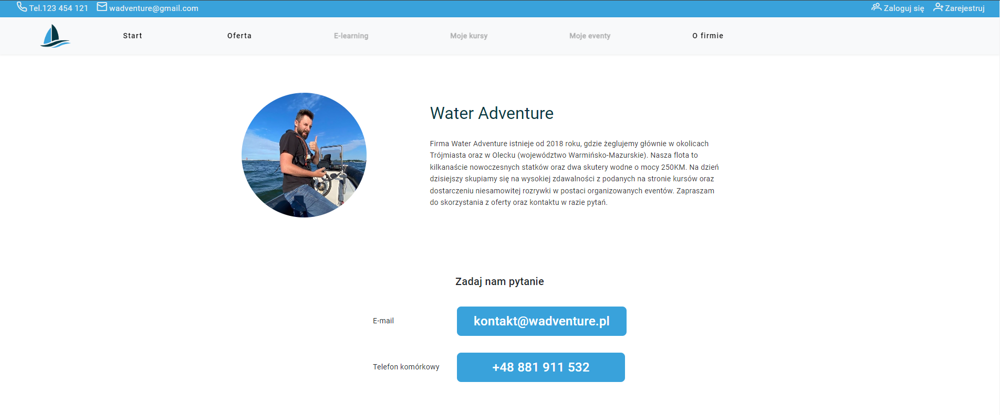 Tel.123 454 121 wadventure@gmail.com Zaloguj się Zarejestruj
Start Oferta E-learning Moje kursy Moje eventy O firmie
Water Adventure
Firma Water Adventure istnieje od 2018 roku, gdzie żeglujemy głównie w okolicach
Trójmiasta oraz w Olecku (województwo Warmińsko-Mazurskie). Nasza flota to
kilkanaście nowoczesnych statków oraz dwa skutery wodne o mocy 250KM. Na dzień
dzisiejszy skupiamy się na wysokiej zdawalności z podanych na stronie kursów oraz
dostarczeniu niesamowitej rozrywki w postaci organizowanych eventów. Zapraszam
do skorzystania z oferty oraz kontaktu w razie pytań.
Zadaj nam pytanie
E-mail kontakt@wadventure.pl
Telefon komórkowy +48 881 911 532